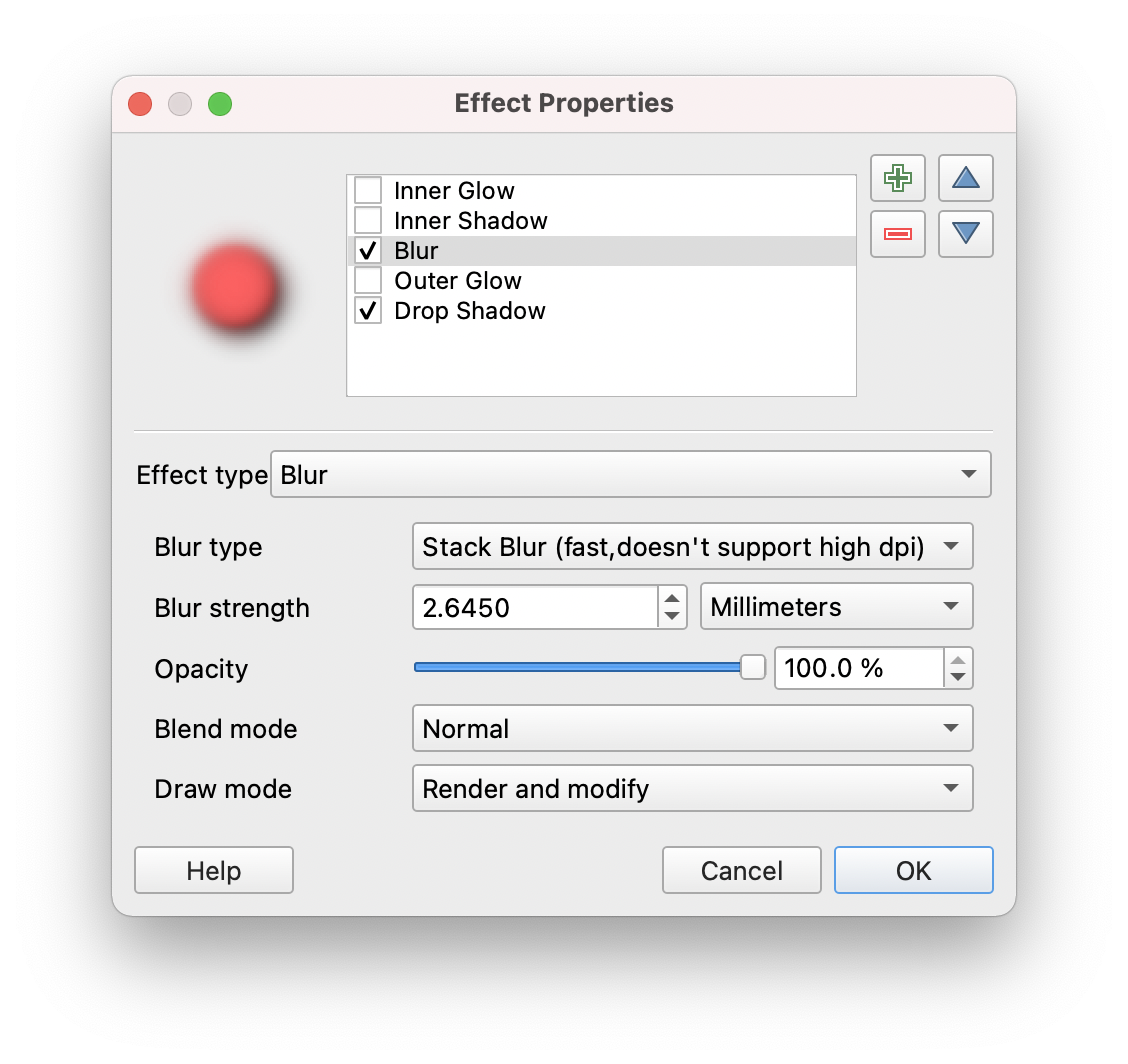 Effect Properties
Inner Glow
Inner Shadow
Blur
Outer Glow
Drop Shadow
Effect type Blur
Blur type Stack Blur (fast,doesn't support high dpi)
Blur strength 2.6450 Millimeters
Opacity 100.0 %
Blend mode Normal
Draw mode Render and modify
Help Cancel OK